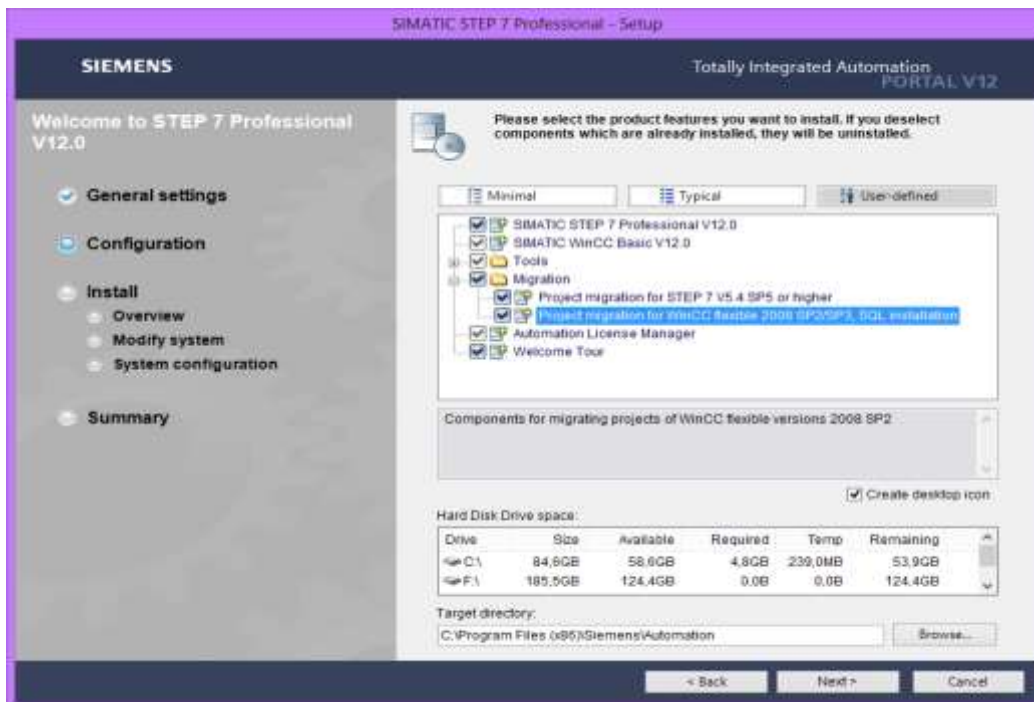 SIMATIC STEP 7 Professional - Setup
SIEMENS
Totally Integrated Automation
PORTAL V12
Welcome to STEP 7 Professional
V12.0
General settings
Configuration
Install
Overview
Modify system
System configuration
Summary
Please select the product features you want to install. If you deselect
components which are already installed, they will be uninstalled.
Minimal
Typical
User-defined
SIMATIC STEP 7 Professional V12.0
SIMATIC WinCC Basic V12.0
Tools
Migration
Project migration for STEP 7 V5.4 SP5 or higher
Project migration for WinCC flexible 2008 SP2/SP3, SQL installation
Automation License Manager
Welcome Tour
Components for migrating projects of WinCC flexible versions 2008 SP2
Create desktop icon
Hard Disk Drive space:
Drive Size Available Required Temp Remaining
C:\ 84,6GB 58,6GB 4,8GB 239,0MB 53,9GB
F:\ 185,5GB 124,4GB 0,0B 0,0B 124,4GB
Target directory:
C:\Program Files (x86)\Siemens\Automation
Browse...
< Back
Next >
Cancel